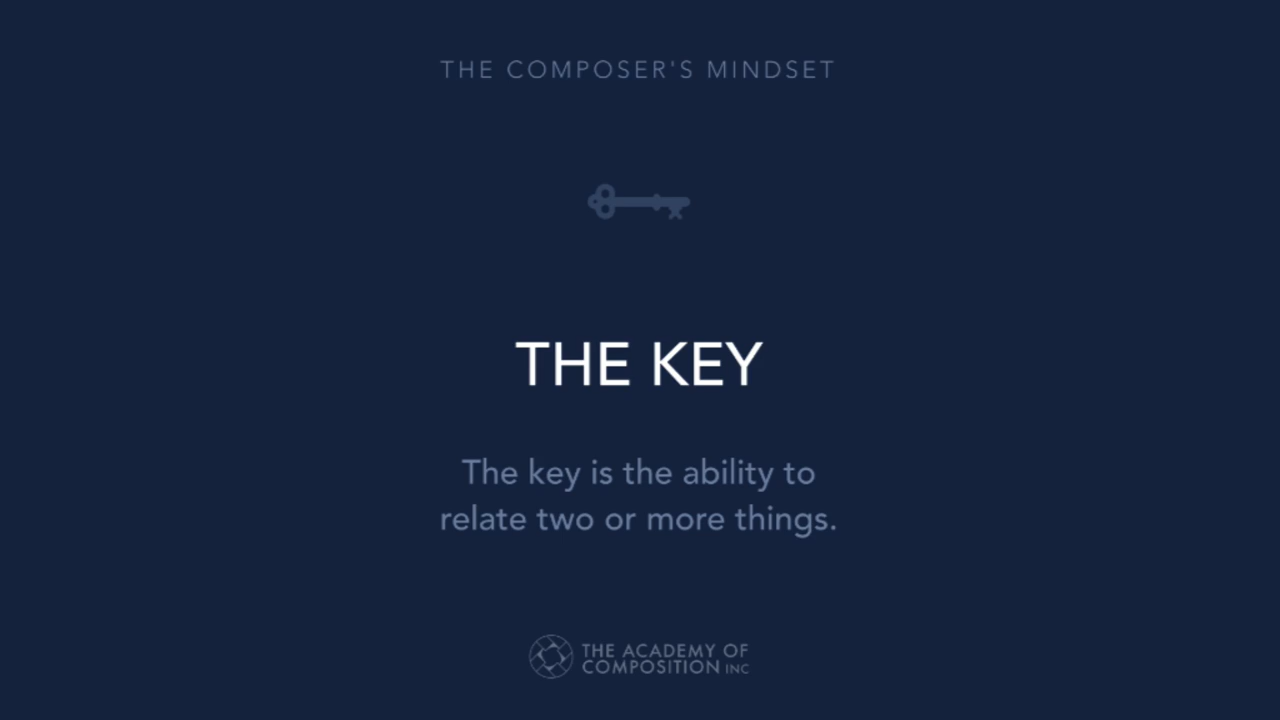 THE COMPOSER'S MINDSET
THE KEY
The key is the ability to
relate two or more things.
THE ACADEMY OF
COMPOSITION INC